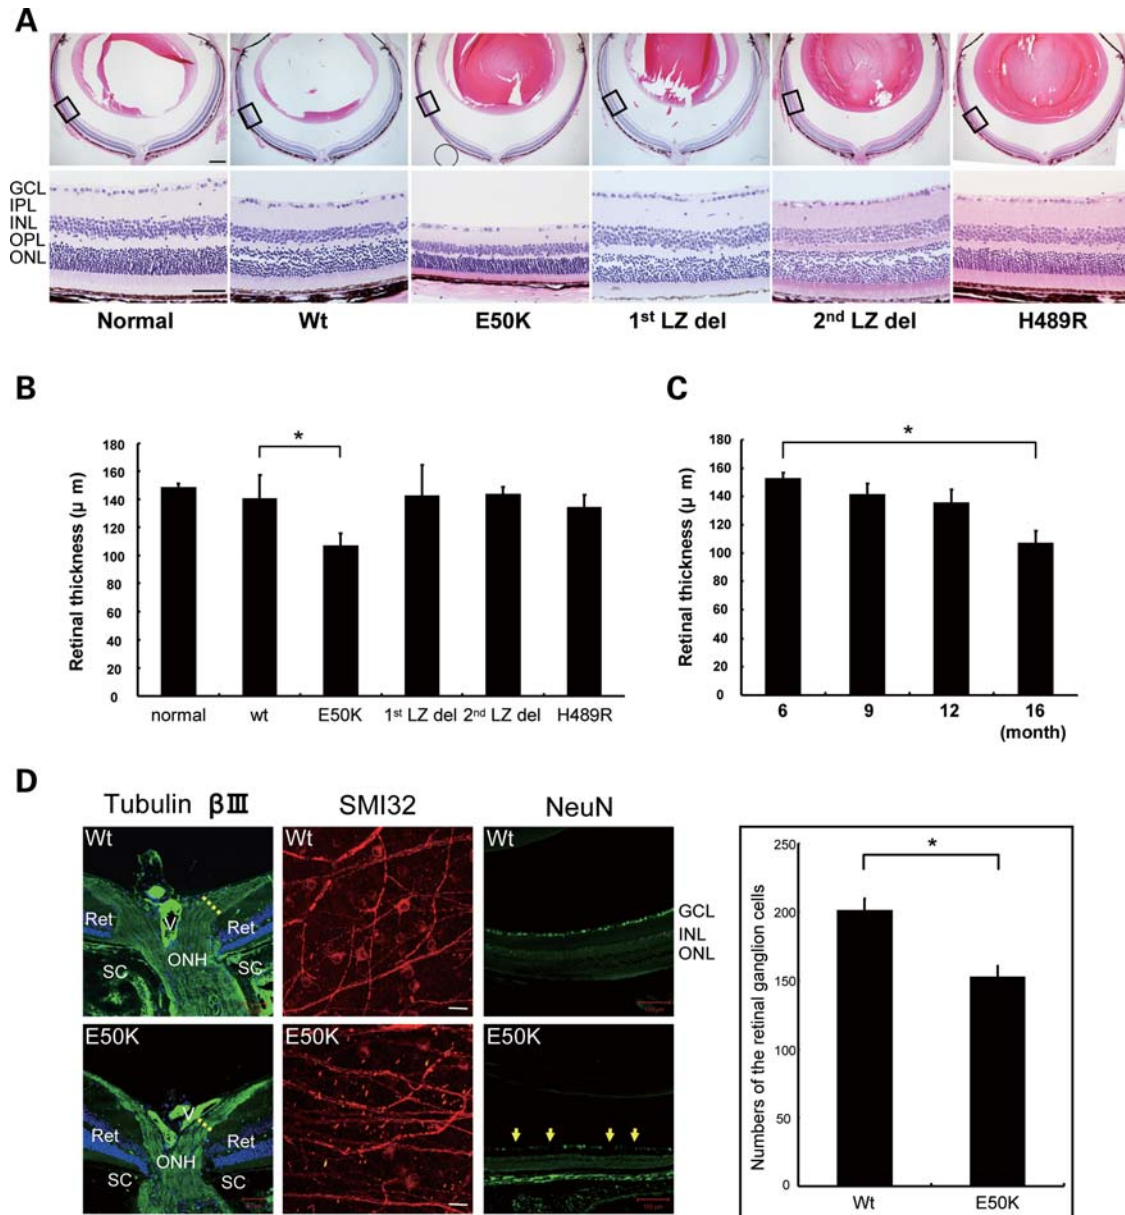 A
GCL
IPL
INL
OPL
ONL
Normal Wt E50K 1st LZ del 2nd LZ del H489R
B
Retinal thickness (μ m)
180
160
140
120
100
80
60
40
20
0
*
normal wt E50K 1st LZ del 2nd LZ del H489R
C
Retinal thickness (μ m)
180
160
140
120
100
80
60
40
20
0
*
6 9 12 16
(month)
D
Tubulin βⅢ SMI32 NeuN
Wt
Ret
V
Ret
ONH
SC
SC
Wt
Wt
GCL
INL
ONL
E50K
V
Ret
Ret
ONH
SC
SC
E50K
E50K
Numbers of the retinal ganglion cells
250
200
150
100
50
0
*
Wt E50K